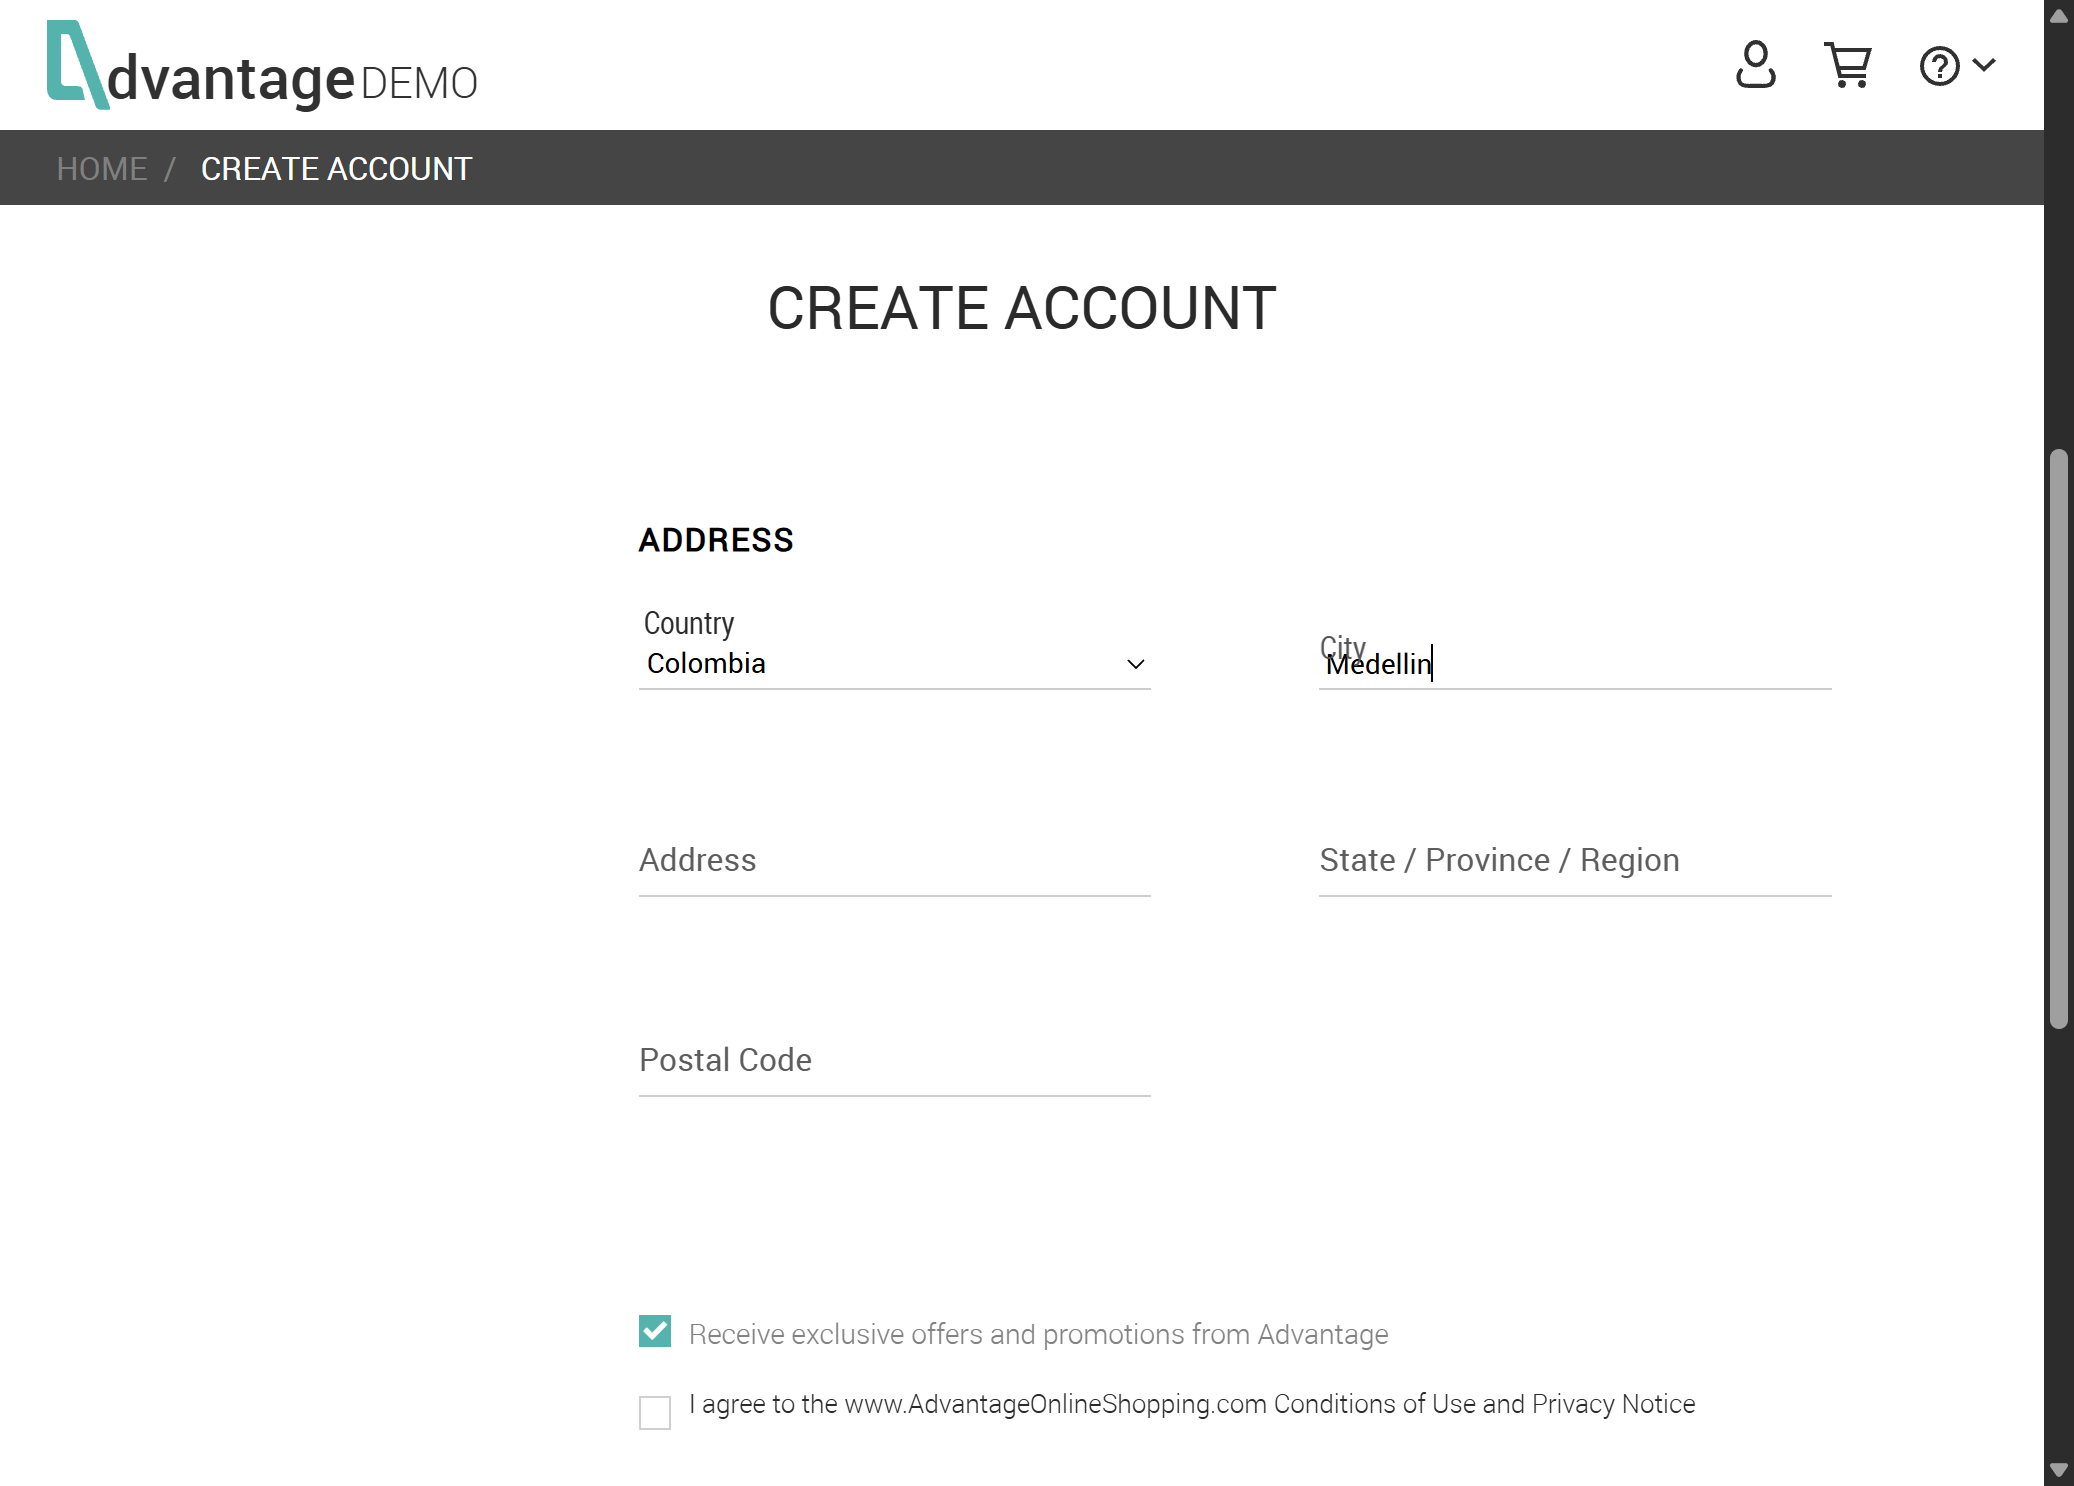 dvantage DEMO
HOME / CREATE ACCOUNT
CREATE ACCOUNT
ADDRESS
Country
Colombia
City
Medellin
Address
State / Province / Region
Postal Code
Receive exclusive offers and promotions from Advantage
I agree to the www.AdvantageOnlineShopping.com Conditions of Use and Privacy Notice